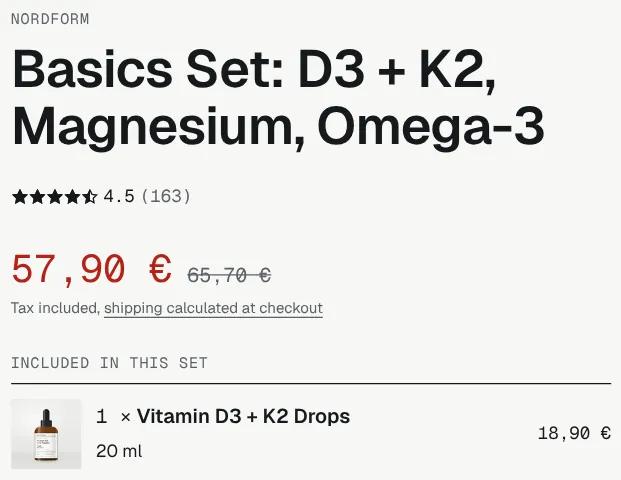 NORDFORM
Basics Set: D3 + K2,
Magnesium, Omega-3
4.5 (163)
57,90 € 65,70 €
Tax included, shipping calculated at checkout
INCLUDED IN THIS SET
1 × Vitamin D3 + K2 Drops
20 ml
18,90 €